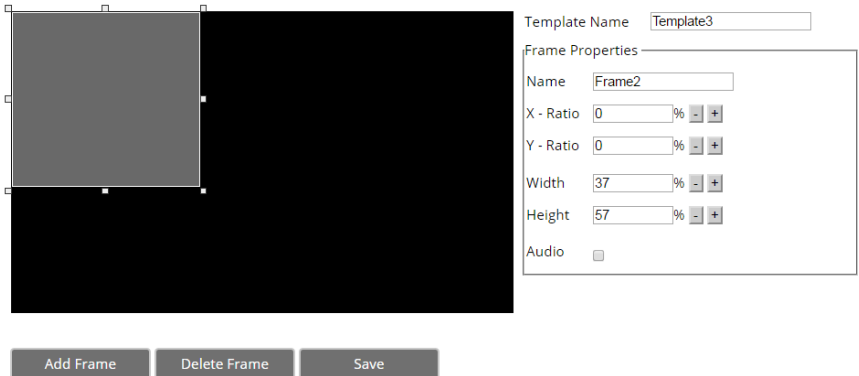 Template Name Template3
Frame Properties
Name Frame2
X - Ratio 0 % - +
Y - Ratio 0 % - +
Width 37 % - +
Height 57 % - +
Audio
Add Frame Delete Frame Save